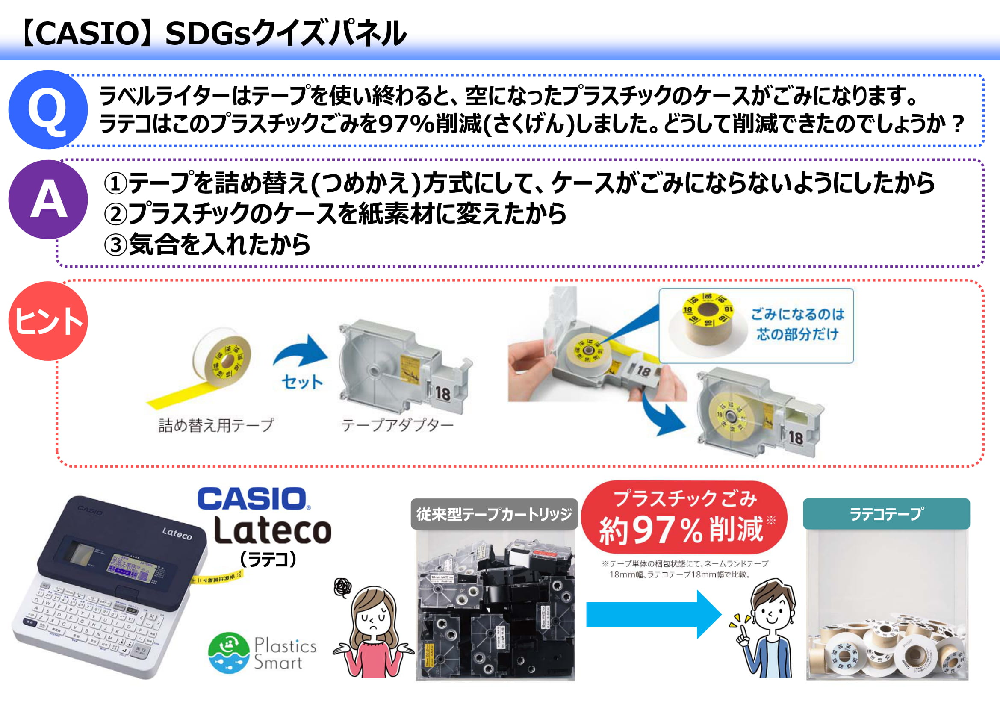 【CASIO】SDGsクイズパネル
Q
ラベルライターはテープを使い終わると、空になったプラスチックのケースがごみになります。
ラテコはこのプラスチックごみを97%削減(さくげん)しました。どうして削減できたのでしょうか?
A
①テープを詰め替え(つめかえ)方式にして、ケースがごみにならないようにしたから
②プラスチックのケースを紙素材に変えたから
③気合を入れたから
ヒント
セット
18
詰め替え用テープ
テープアダプター
18
ごみになるのは
芯の部分だけ
18
CASIO
Lateco
CASIO
Lateco
(ラテコ)
Plastics
Smart
従来型テープカートリッジ
プラスチックごみ
約97%削減※
※テープ単体の梱包状態にて、ネームランドテープ
18mm幅、ラテコテープ18mm幅で比較。
ラテコテープ